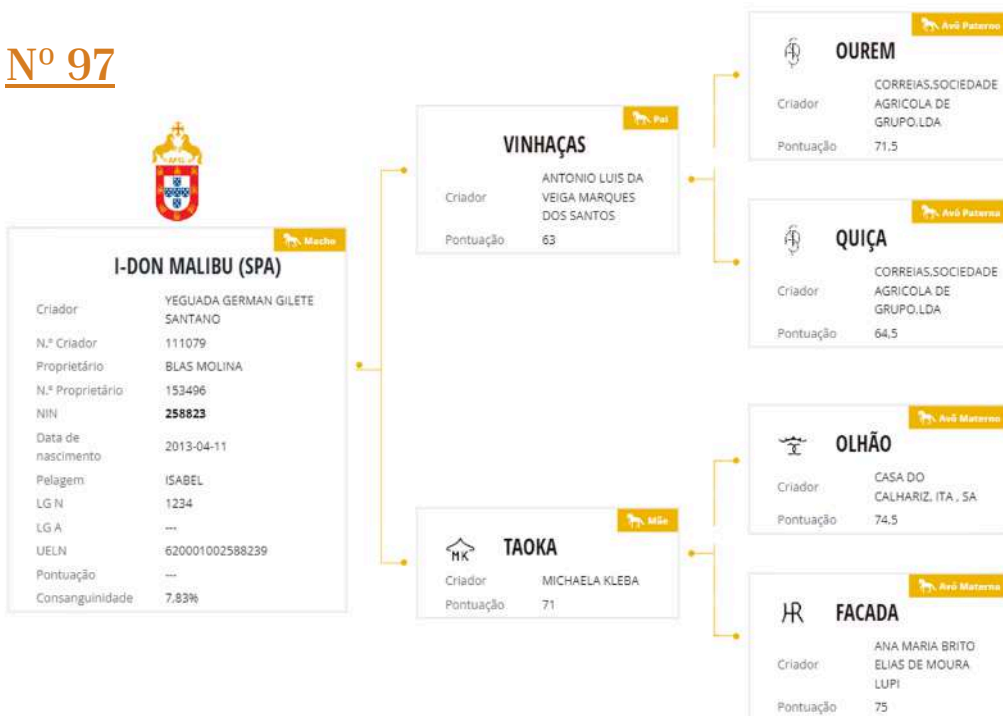 Nº 97
Macho
I-DON MALIBU (SPA)
Criador YEGUADA GERMAN GILETE
SANTANO
N.º Criador 111079
Proprietário BLAS MOLINA
N.º Proprietário 153496
NIN 258823
Data de
nascimento 2013-04-11
Pelagem ISABEL
LG N 1234
LG A ---
UELN 620001002588239
Pontuação ---
Consanguinidade 7,83%
Pai
VINHAÇAS
Criador ANTONIO LUIS DA
VEIGA MARQUES
DOS SANTOS
Pontuação 63
Mãe
MK
TAOKA
Criador MICHAELA KLEBA
Pontuação 71
Avô Paterno
OUREM
Criador CORREIAS,SOCIEDADE
AGRICOLA DE
GRUPO,LDA
Pontuação 71.5
Avó Paterna
QUIÇA
Criador CORREIAS,SOCIEDADE
AGRICOLA DE
GRUPO,LDA
Pontuação 64,5
Avô Materno
OLHÃO
Criador CASA DO
CALHARIZ, ITA , SA
Pontuação 74.5
Avó Materna
HR
FACADA
Criador ANA MARIA BRITO
ELIAS DE MOURA
LUPI
Pontuação 75